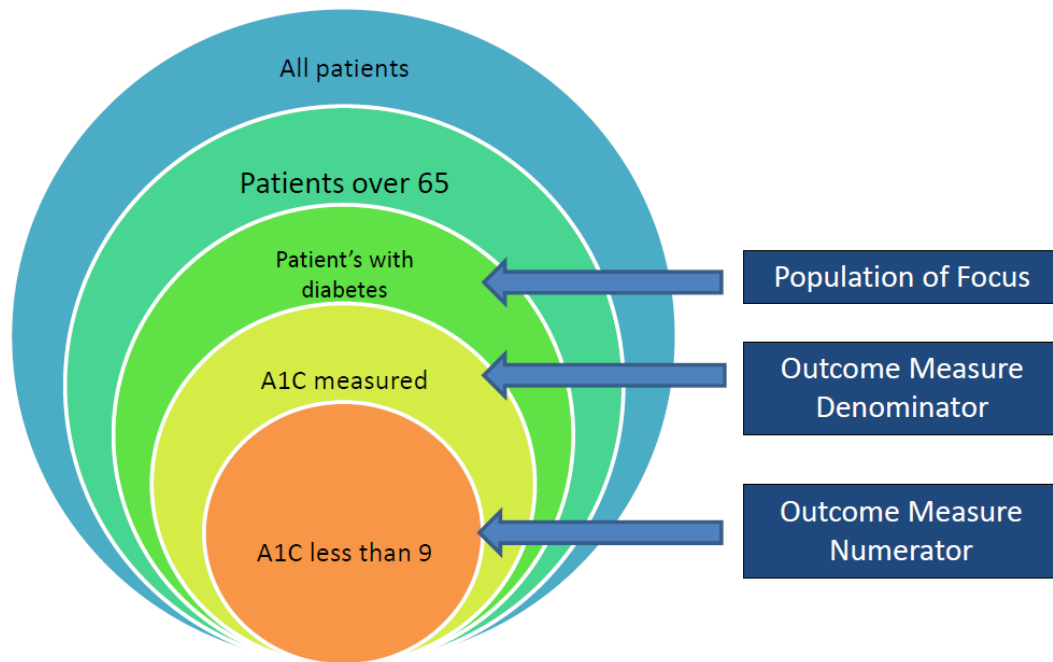 All patients
Patients over 65
Patient’s with
diabetes
Population of Focus
A1C measured
Outcome Measure
Denominator
A1C less than 9
Outcome Measure
Numerator